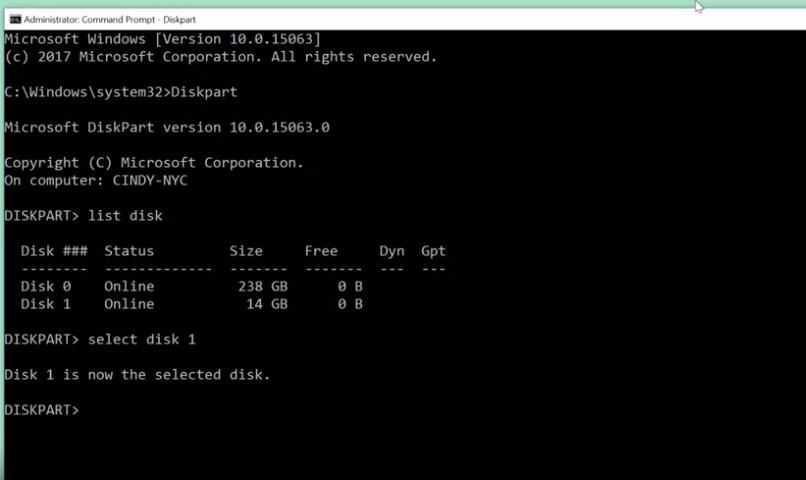 Administrator: Command Prompt - Diskpart
Microsoft Windows [Version 10.0.15063]
(c) 2017 Microsoft Corporation. All rights reserved.
C:\Windows\system32>Diskpart
Microsoft DiskPart version 10.0.15063.0
Copyright (C) Microsoft Corporation.
On computer: CINDY-NYC
DISKPART> list disk
Disk ### Status Size Free Dyn Gpt
-------- ------------- ------- ------- --- ---
Disk 0 Online 238 GB 0 B
Disk 1 Online 14 GB 0 B
DISKPART> select disk 1
Disk 1 is now the selected disk.
DISKPART>